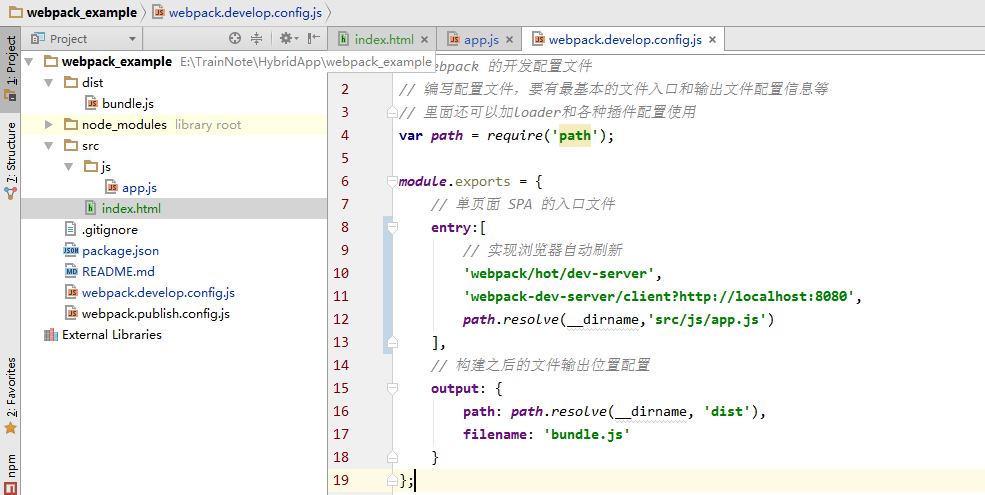 webpack_example webpack.develop.config.js
1: Project
7: Structure
2: Favorites
npm
Project
index.html
app.js
webpack.develop.config.js
webpack_example E:\TrainNote\HybridApp\webpack_example
dist
bundle.js
node_modules library root
src
js
app.js
index.html
.gitignore
package.json
README.md
webpack.develop.config.js
webpack.publish.config.js
External Libraries
ebpack 的开发配置文件
2 // 编写配置文件，要有最基本的文件入口和输出文件配置信息等
3 // 里面还可以加loader和各种插件配置使用
4 var path = require('path');
5
6 module.exports = {
7 // 单页面 SPA 的入口文件
8 entry:[
9 // 实现浏览器自动刷新
10 'webpack/hot/dev-server',
11 'webpack-dev-server/client?http://localhost:8080',
12 path.resolve(__dirname,'src/js/app.js')
13 ],
14 // 构建之后的文件输出位置配置
15 output: {
16 path: path.resolve(__dirname, 'dist'),
17 filename: 'bundle.js'
18 }
19 };